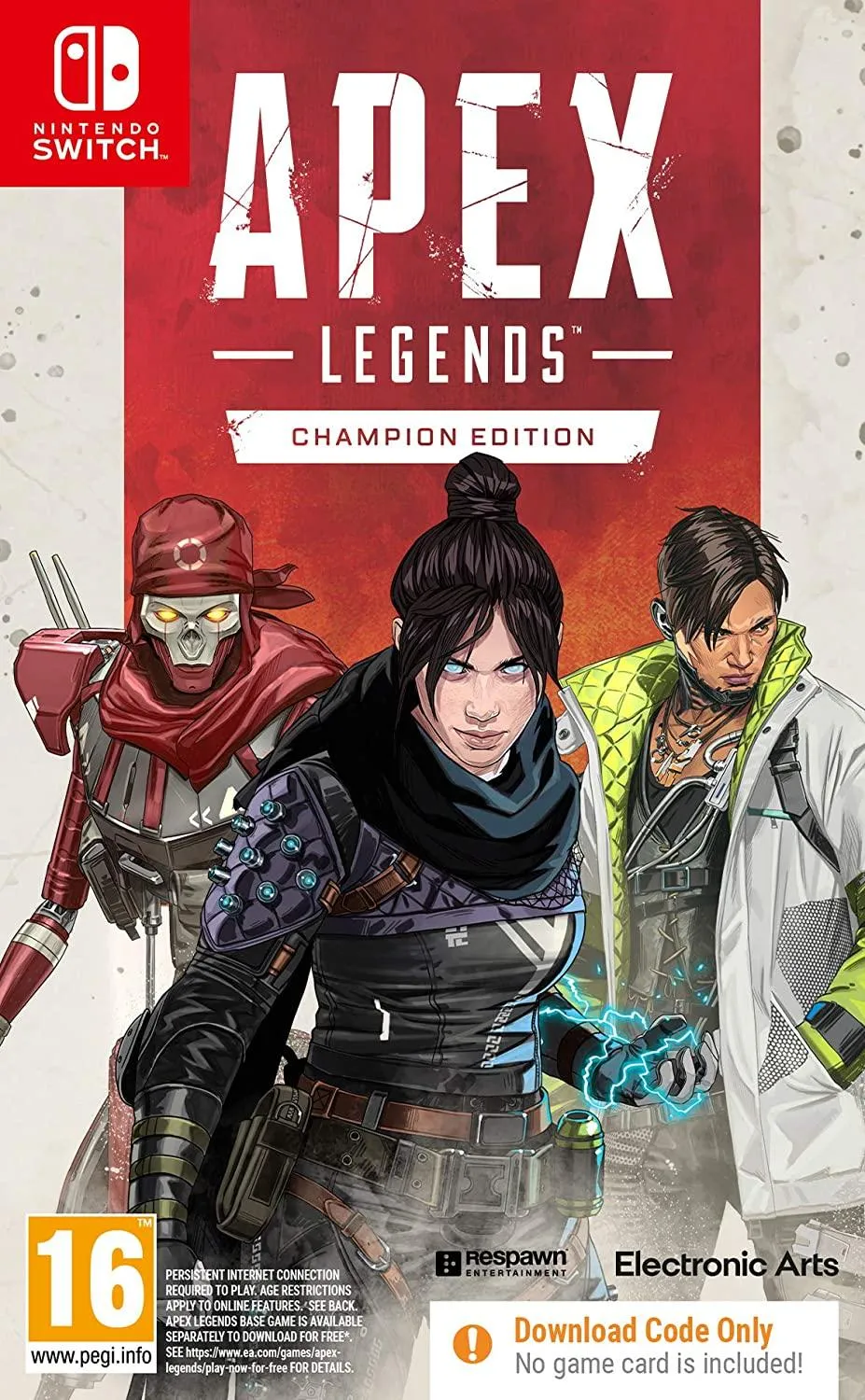 NINTENDO
SWITCH™
APEX
LEGENDS™
CHAMPION EDITION
16™
www.pegi.info
PERSISTENT INTERNET CONNECTION
REQUIRED TO PLAY. AGE RESTRICTIONS
APPLY TO ONLINE FEATURES. SEE BACK.
APEX LEGENDS BASE GAME IS AVAILABLE
SEPARATELY TO DOWNLOAD FOR FREE*.
SEE https://www.ea.com/games/apex-
legends/play-now-for-free FOR DETAILS.
RESPAWN
ENTERTAINMENT
Electronic Arts
Download Code Only
No game card is included!